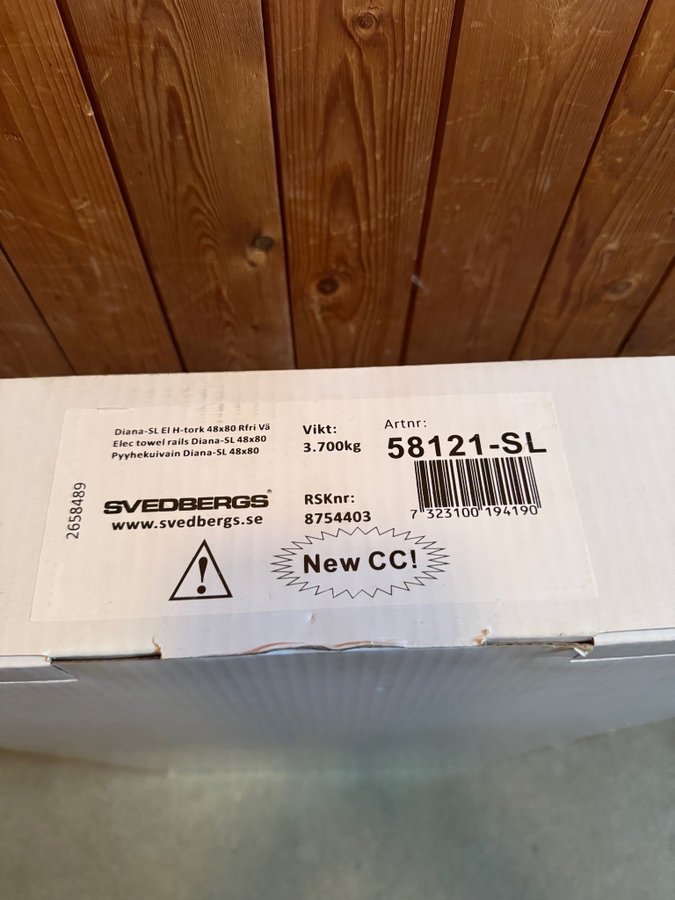 Diana-SL El H-tork 48x80 Rfri Vä
Elec towel rails Diana-SL 48x80
Pyyhekuivain Diana-SL 48x80
Vikt:
3.700kg
Artnr:
58121-SL
7 323100 194190
2658489
SVEDBERGS®
www.svedbergs.se
RSKnr:
8754403
!
New CC!